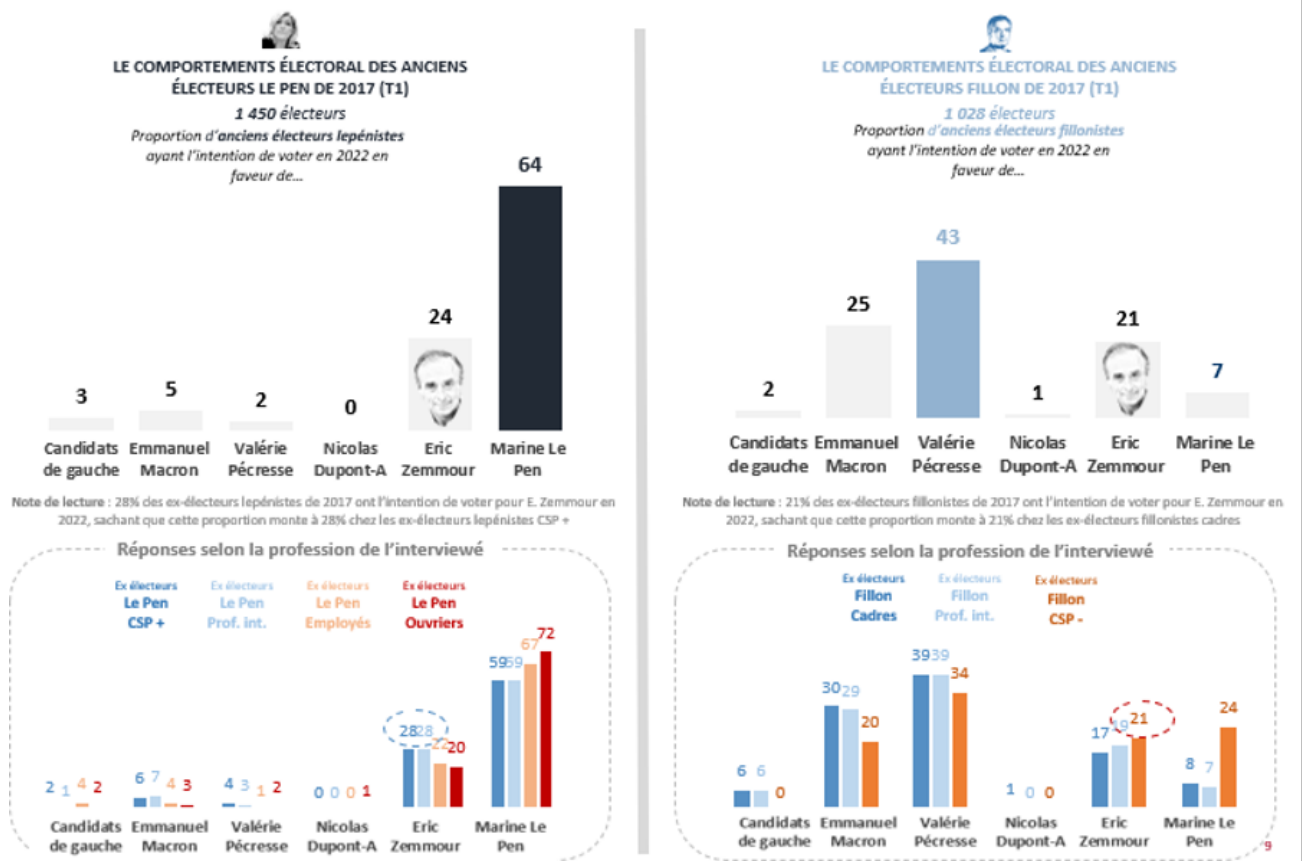 LE COMPORTEMENTS ÉLECTORAL DES ANCIENS
ÉLECTEURS LE PEN DE 2017 (T1)
1 450 électeurs
Proportion d'anciens électeurs lepénistes
ayant l'intention de voter en 2022 en
faveur de...
3
5
2
0
24
64
Candidats de gauche
Emmanuel Macron
Valérie Pécresse
Nicolas Dupont-A
Eric Zemmour
Marine Le Pen
Note de lecture : 28% des ex-électeurs lepénistes de 2017 ont l'intention de voter pour E. Zemmour en
2022, sachant que cette proportion monte à 28% chez les ex-électeurs lepénistes CSP +
Réponses selon la profession de l'interviewé
Ex électeurs Le Pen CSP +
Ex électeurs Le Pen Prof. int.
Ex électeurs Le Pen Employés
Ex électeurs Le Pen Ouvriers
2 1 4 2
6 7 4 3
4 3 1 2
0 0 0 1
28 28 22 20
59 59 67 72
Candidats de gauche
Emmanuel Macron
Valérie Pécresse
Nicolas Dupont-A
Eric Zemmour
Marine Le Pen
LE COMPORTEMENTS ÉLECTORAL DES ANCIENS
ÉLECTEURS FILLON DE 2017 (T1)
1 028 électeurs
Proportion d'anciens électeurs fillonistes
ayant l'intention de voter en 2022 en
faveur de...
2
25
43
1
21
7
Candidats de gauche
Emmanuel Macron
Valérie Pécresse
Nicolas Dupont-A
Eric Zemmour
Marine Le Pen
Note de lecture : 21% des ex-électeurs fillonistes de 2017 ont l'intention de voter pour E. Zemmour en
2022, sachant que cette proportion monte à 21% chez les ex-électeurs fillonistes cadres
Réponses selon la profession de l'interviewé
Ex électeurs Fillon Cadres
Ex électeurs Fillon Prof. int.
Ex électeurs Fillon CSP -
6 6 0
30 29 20
39 39 34
1 0 0
17 19 21
8 7 24
Candidats de gauche
Emmanuel Macron
Valérie Pécresse
Nicolas Dupont-A
Eric Zemmour
Marine Le Pen
9